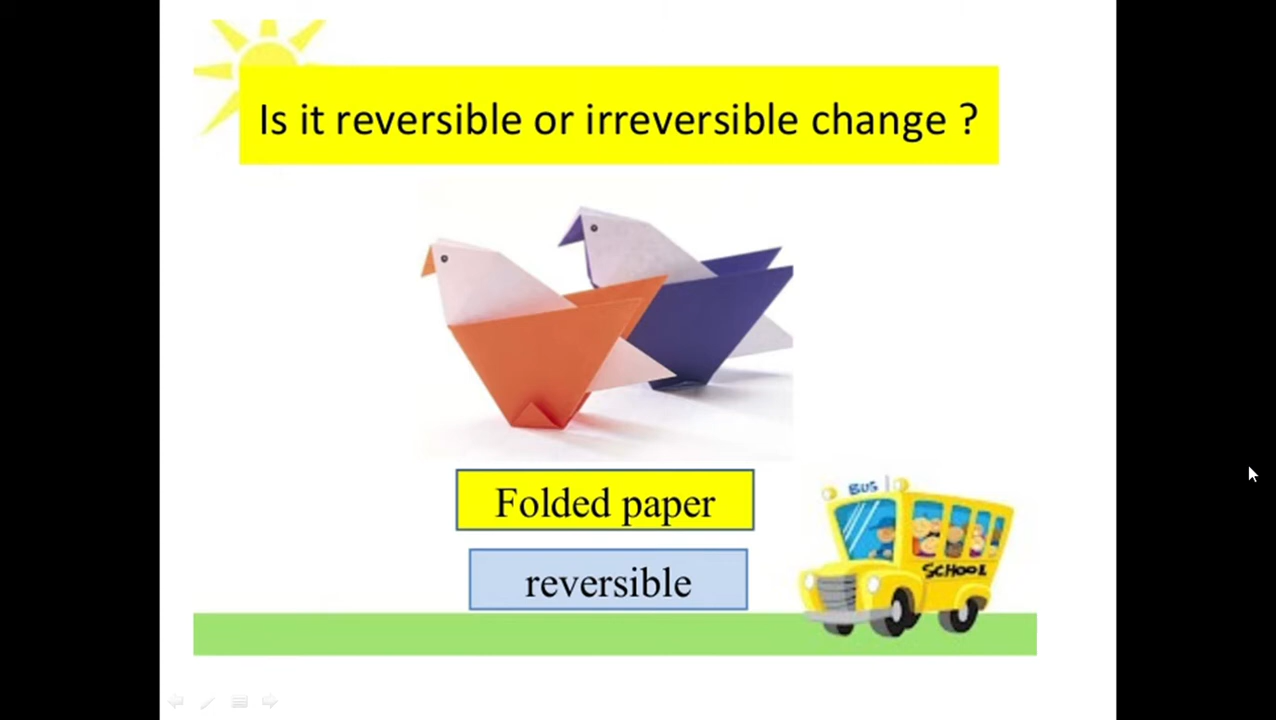 Is it reversible or irreversible change ?
Folded paper
reversible
BUS
SCHOOL